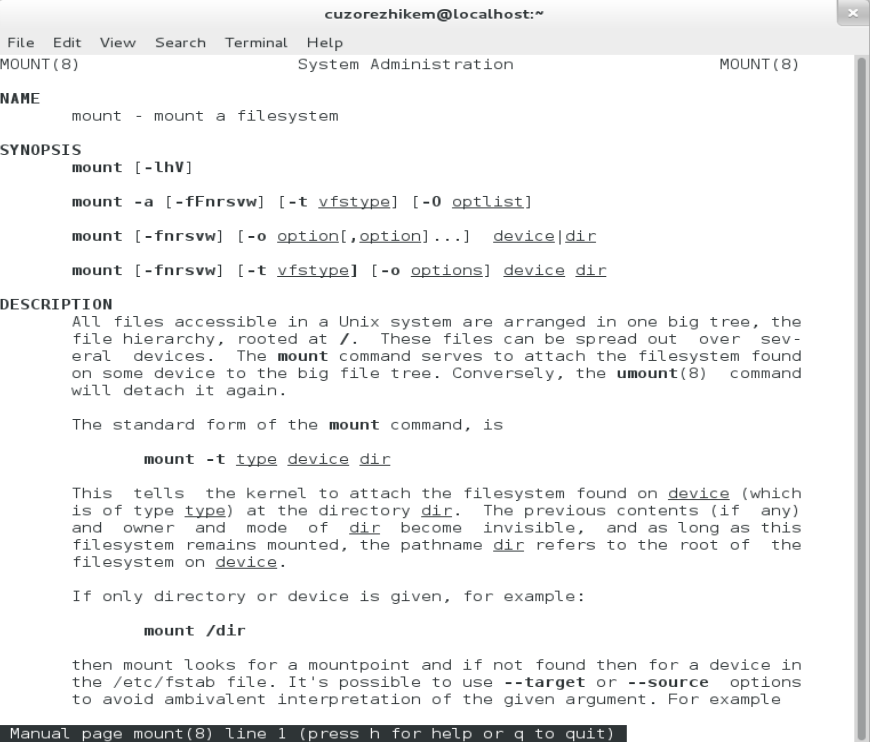 cuzorezhikem@localhost:~
File Edit View Search Terminal Help
MOUNT(8) System Administration MOUNT(8)
NAME
mount - mount a filesystem
SYNOPSIS
mount [-lhV]
mount -a [-fFnrsvw] [-t vfstype] [-O optlist]
mount [-fnrsvw] [-o option[,option]...] device|dir
mount [-fnrsvw] [-t vfstype] [-o options] device dir
DESCRIPTION
All files accessible in a Unix system are arranged in one big tree, the
file hierarchy, rooted at /. These files can be spread out over sev-
eral devices. The mount command serves to attach the filesystem found
on some device to the big file tree. Conversely, the umount(8) command
will detach it again.
The standard form of the mount command, is
mount -t type device dir
This tells the kernel to attach the filesystem found on device (which
is of type type) at the directory dir. The previous contents (if any)
and owner and mode of dir become invisible, and as long as this
filesystem remains mounted, the pathname dir refers to the root of the
filesystem on device.
If only directory or device is given, for example:
mount /dir
then mount looks for a mountpoint and if not found then for a device in
the /etc/fstab file. It's possible to use --target or --source options
to avoid ambivalent interpretation of the given argument. For example
Manual page mount(8) line 1 (press h for help or q to quit)